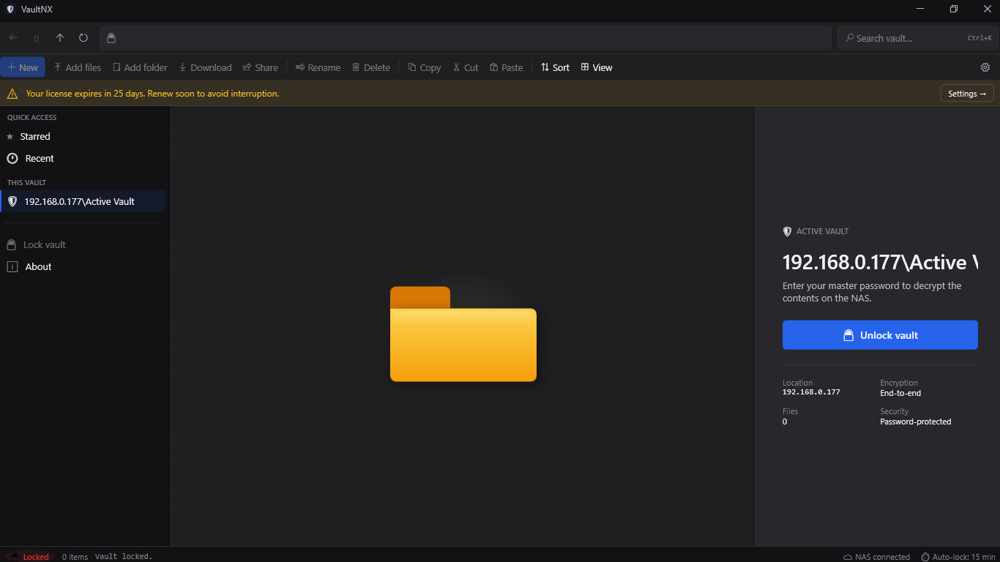 VaultNX
Search vault... Ctrl+K
New Add files Add folder Download Share Rename Delete Copy Cut Paste Sort View
Your license expires in 25 days. Renew soon to avoid interruption. Settings →
QUICK ACCESS
Starred
Recent
THIS VAULT
192.168.0.177\Active Vault
Lock vault
About
ACTIVE VAULT
192.168.0.177\Active
Enter your master password to decrypt the
contents on the NAS.
Unlock vault
Location Encryption
192.168.0.177 End-to-end
Files Security
0 Password-protected
Locked 0 items Vault locked. NAS connected Auto-lock: 15 min